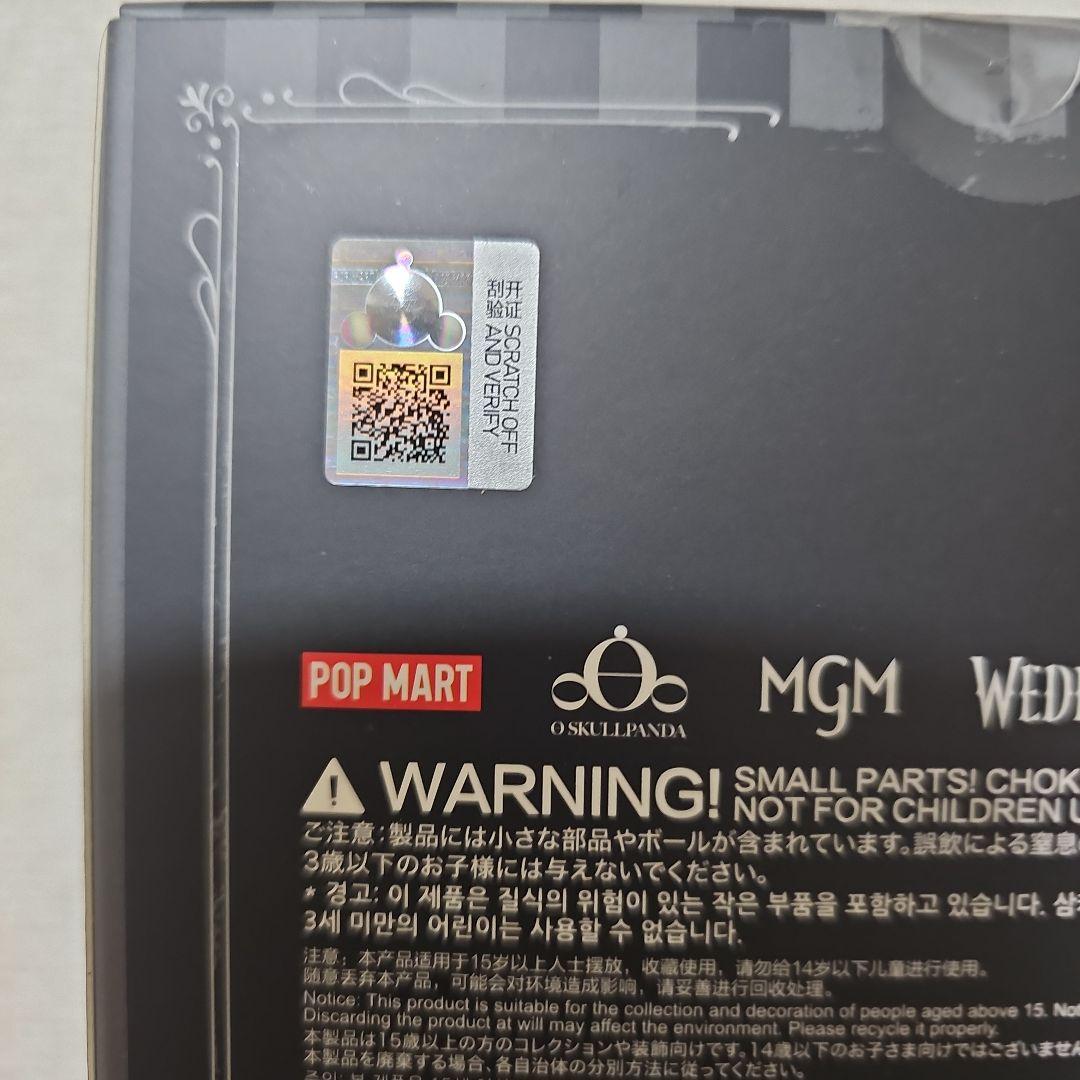 刮开
验证
SCRATCH OFF
AND VERIFY
POP MART
SKULLPANDA
MGM
WARNING!
SMALL PARTS!
NOT FOR CHILDREN
ご注意:製品には小さな部品やボールが含まれています。誤飲による窒息
3歳以下のお子様には与えないでください。
* 경고: 이 제품은 질식의 위험이 있는 작은 부품을 포함하고 있습니다.
3세 미만의 어린이는 사용할 수 없습니다.
注意：本产品适用于15岁以上人士摆放，收藏使用，请勿给14岁以下儿童进行使用。
随意丢弃本产品，可能会对环境造成影响，请妥善进行回收处理。
Notice: This product is suitable for the collection and decoration of people aged above 15.
Discarding the product at will may affect the environment. Please recycle it properly.
本製品は15歳以上の方のコレクションや装飾向けです。14歳以下のお子さま向けではございません
本製品を廃棄する場合、各自治体の分別方法に従ってください。